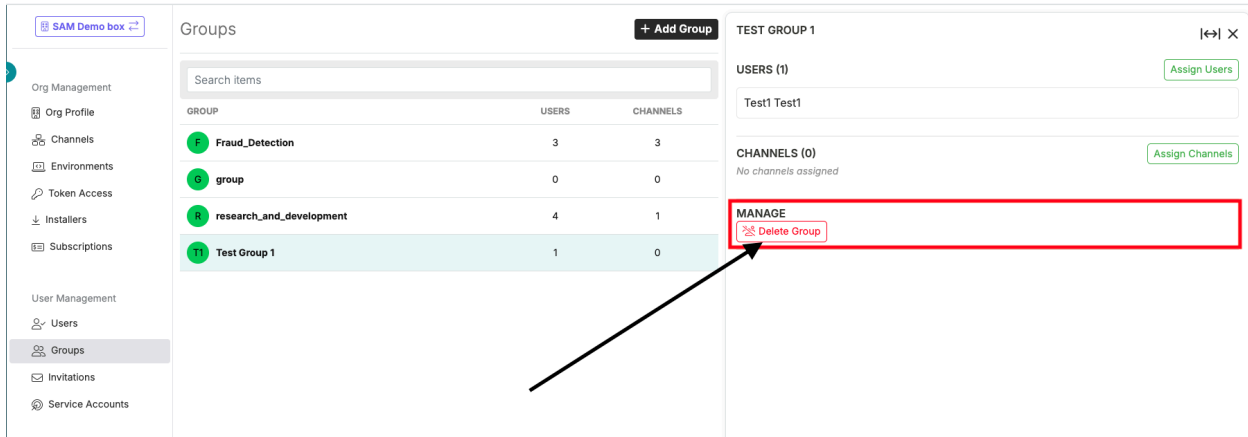 SAM Demo box
Org Management
Org Profile
Channels
Environments
Token Access
Installers
Subscriptions
User Management
Users
Groups
Invitations
Service Accounts
Groups
+ Add Group
Search items
GROUP USERS CHANNELS
F Fraud_Detection 3 3
G group 0 0
R research_and_development 4 1
T1 Test Group 1 1 0
TEST GROUP 1
USERS (1)
Assign Users
Test1 Test1
CHANNELS (0)
Assign Channels
No channels assigned
MANAGE
Delete Group